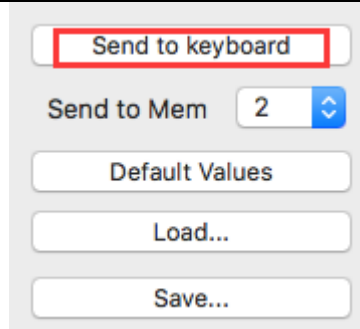 Send to keyboard
Send to Mem 2
Default Values
Load...
Save...